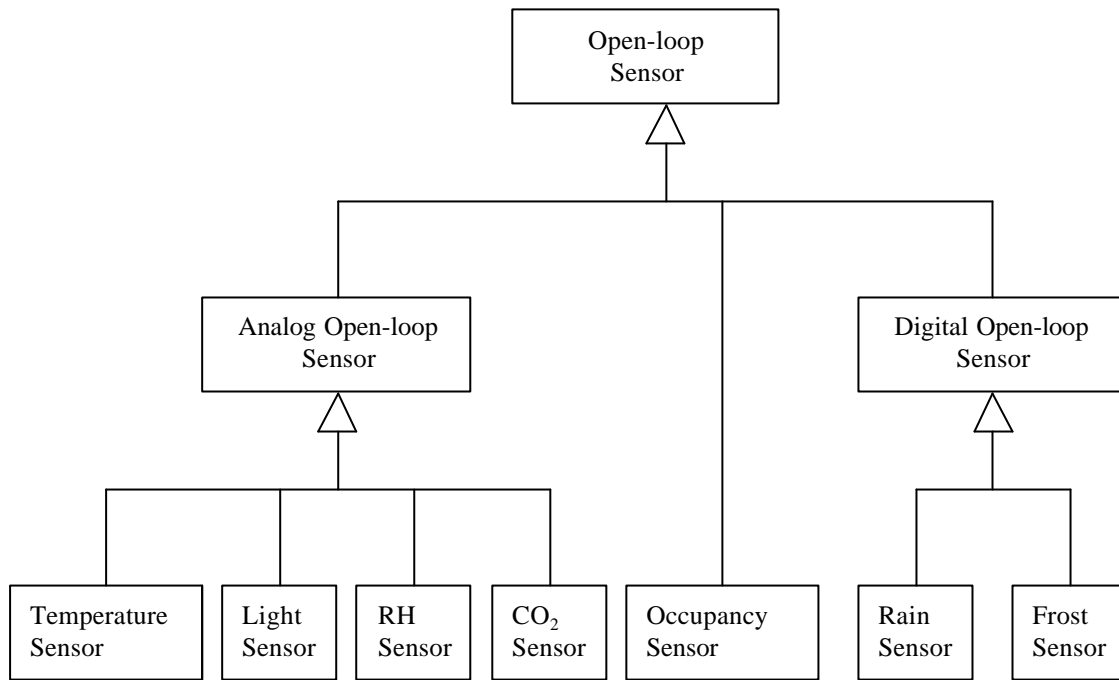 Open-loop
Sensor
Analog Open-loop
Sensor
Digital Open-loop
Sensor
Temperature
Sensor
Light
Sensor
RH
Sensor
CO₂
Sensor
Occupancy
Sensor
Rain
Sensor
Frost
Sensor